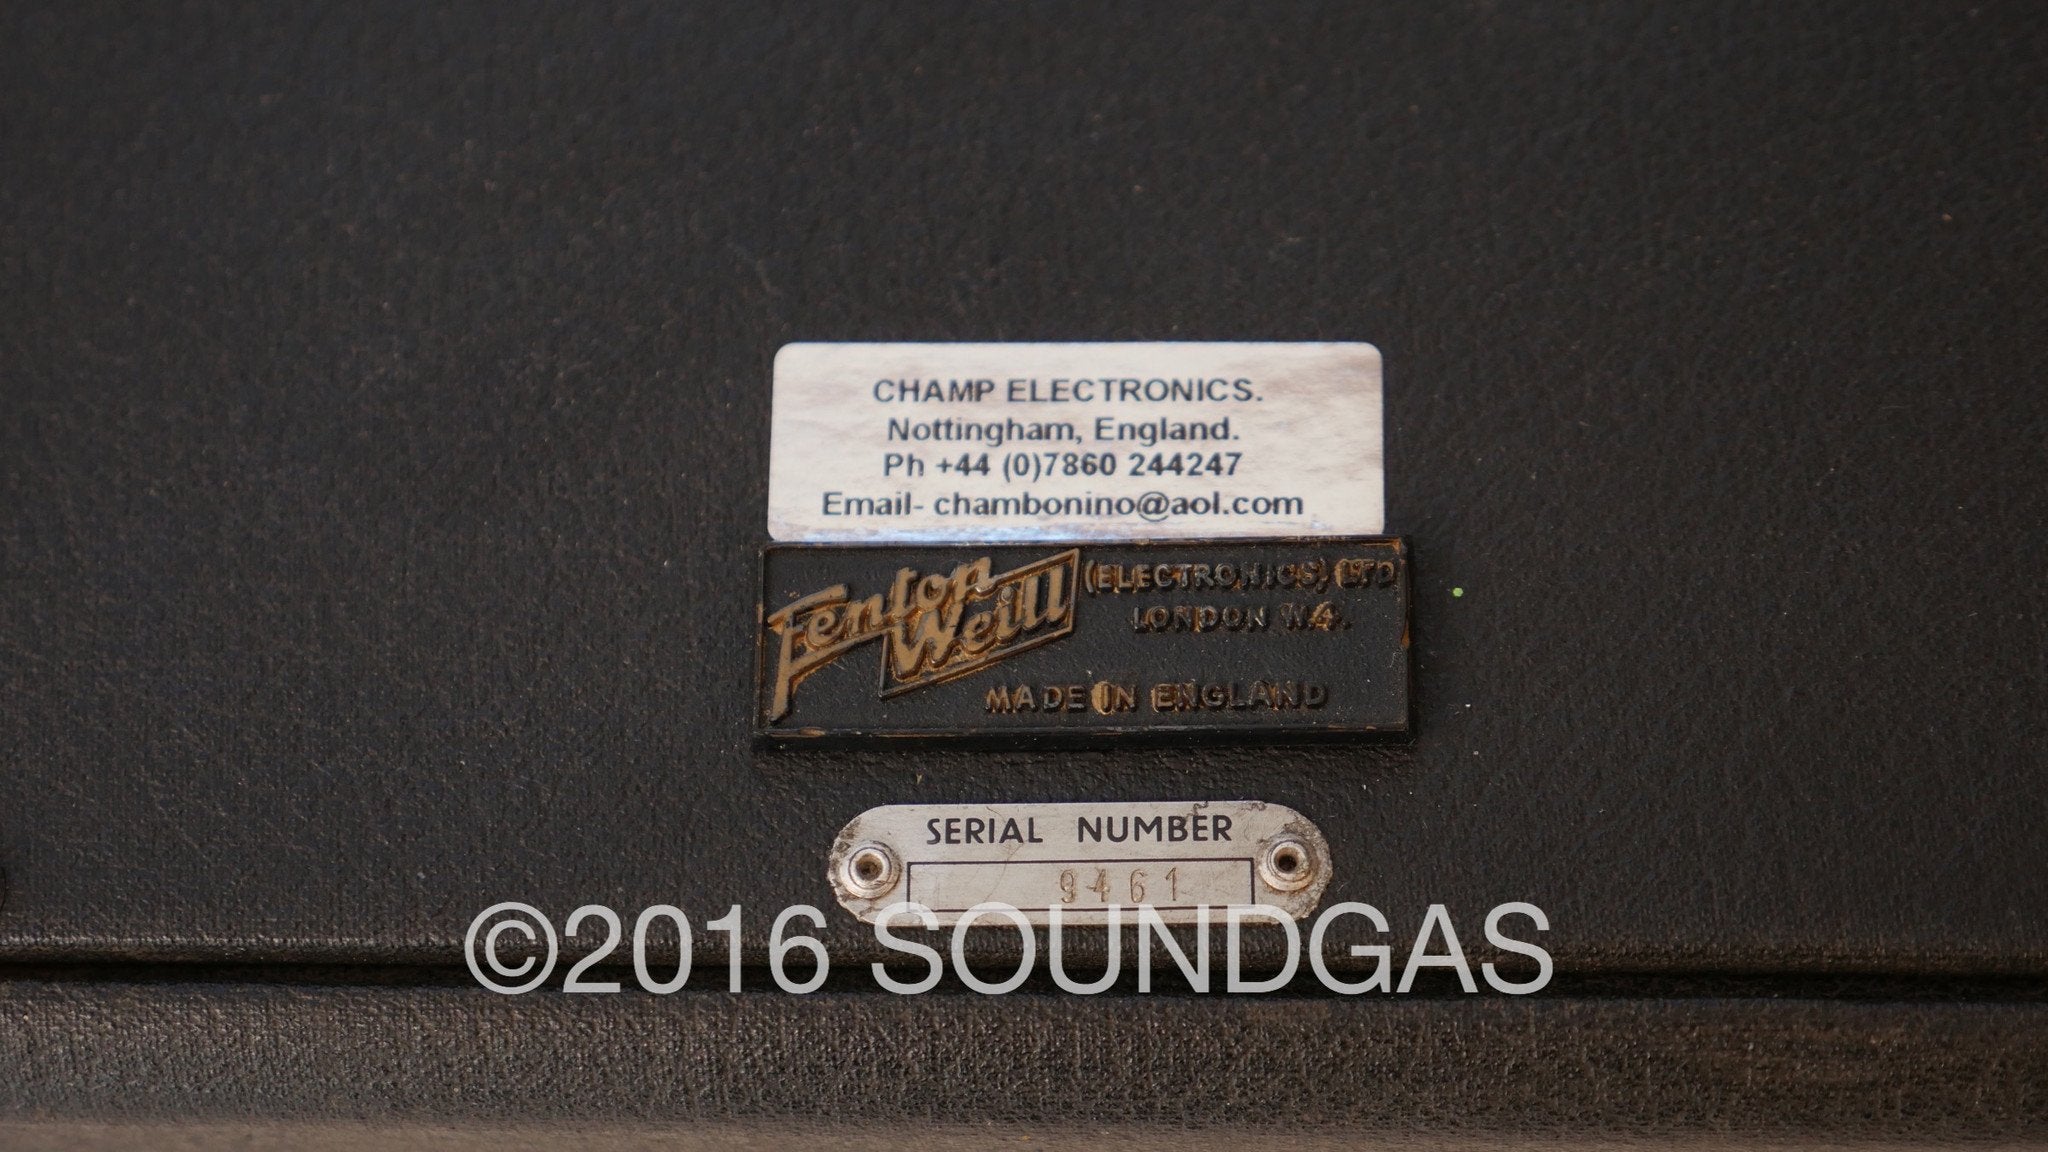 CHAMP ELECTRONICS.
Nottingham, England.
Ph +44 (0)7860 244247
Email- chambonino@aol.com
Fenton Weill
(ELECTRONICS) LTD
LONDON W.4.
MADE IN ENGLAND
SERIAL NUMBER
9461
©2016 SOUNDGAS